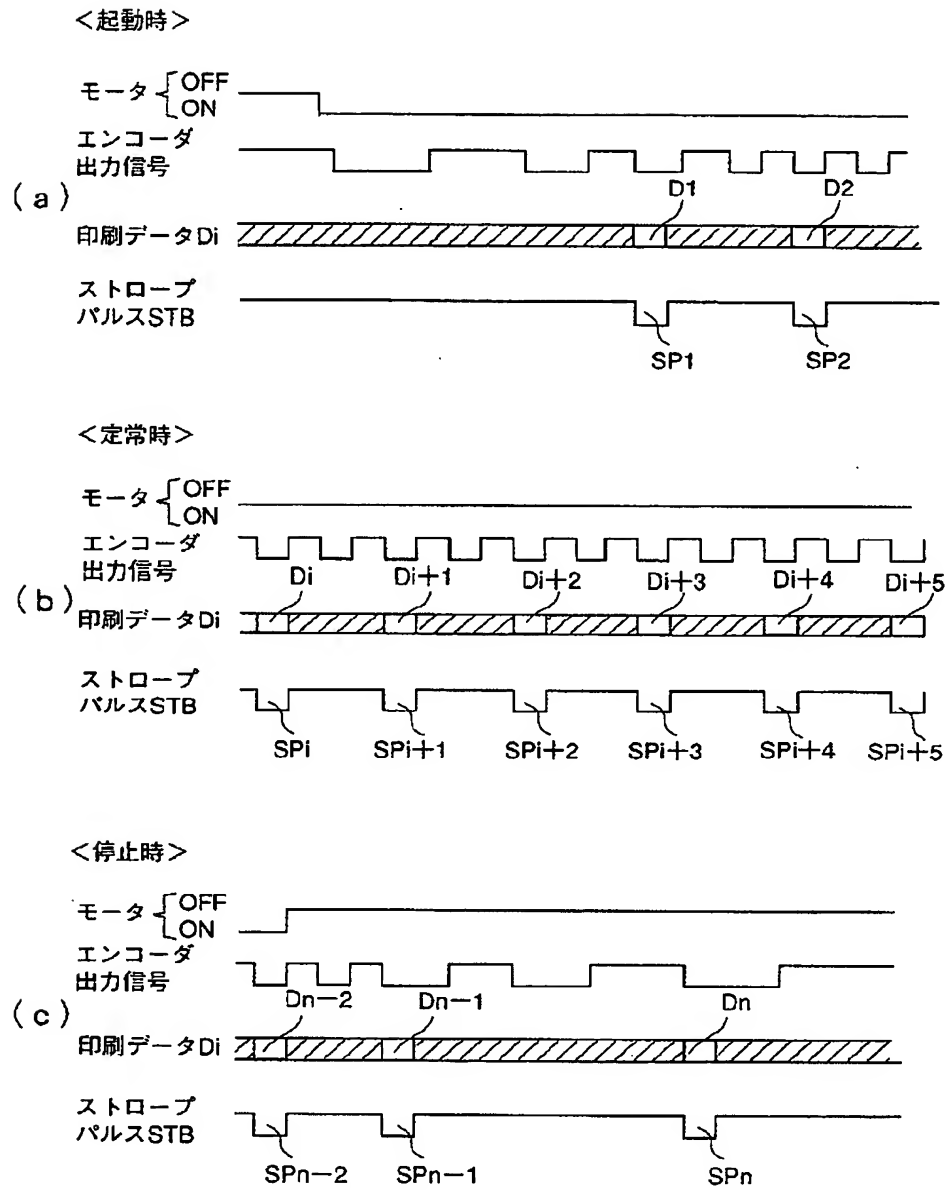 <起動時>
モータ OFF
ON
エンコーダ
出力信号
(a)
D1 D2
印刷データDi
ストローブ
パルスSTB
SP1 SP2
<定常時>
モータ OFF
ON
エンコーダ
出力信号
Di Di+1 Di+2 Di+3 Di+4 Di+5
(b)
印刷データDi
ストローブ
パルスSTB
SPi SPi+1 SPi+2 SPi+3 SPi+4 SPi+5
<停止時>
モータ OFF
ON
エンコーダ
出力信号
Dn−2 Dn−1 Dn
(c)
印刷データDi
ストローブ
パルスSTB
SPn−2 SPn−1 SPn